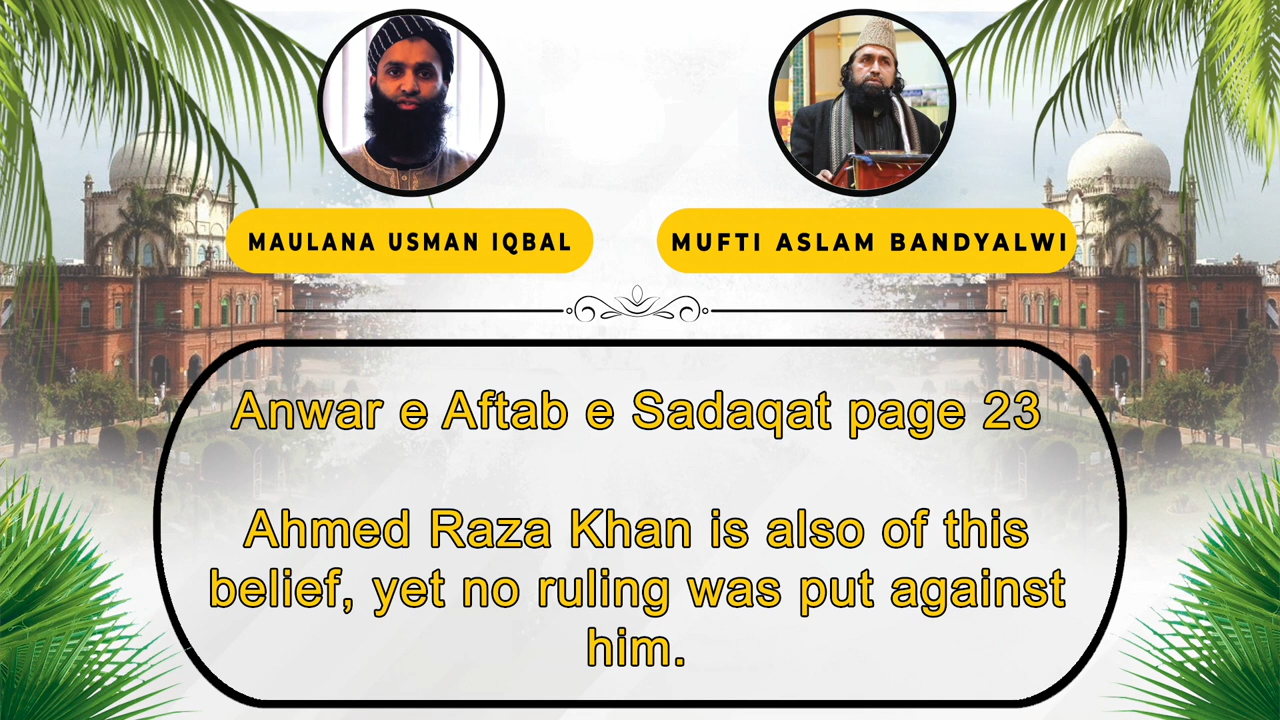 MAULANA USMAN IQBAL
MUFTI ASLAM BANDYALWI
Anwar e Aftab e Sadaqat page 23
Ahmed Raza Khan is also of this
belief, yet no ruling was put against
him.